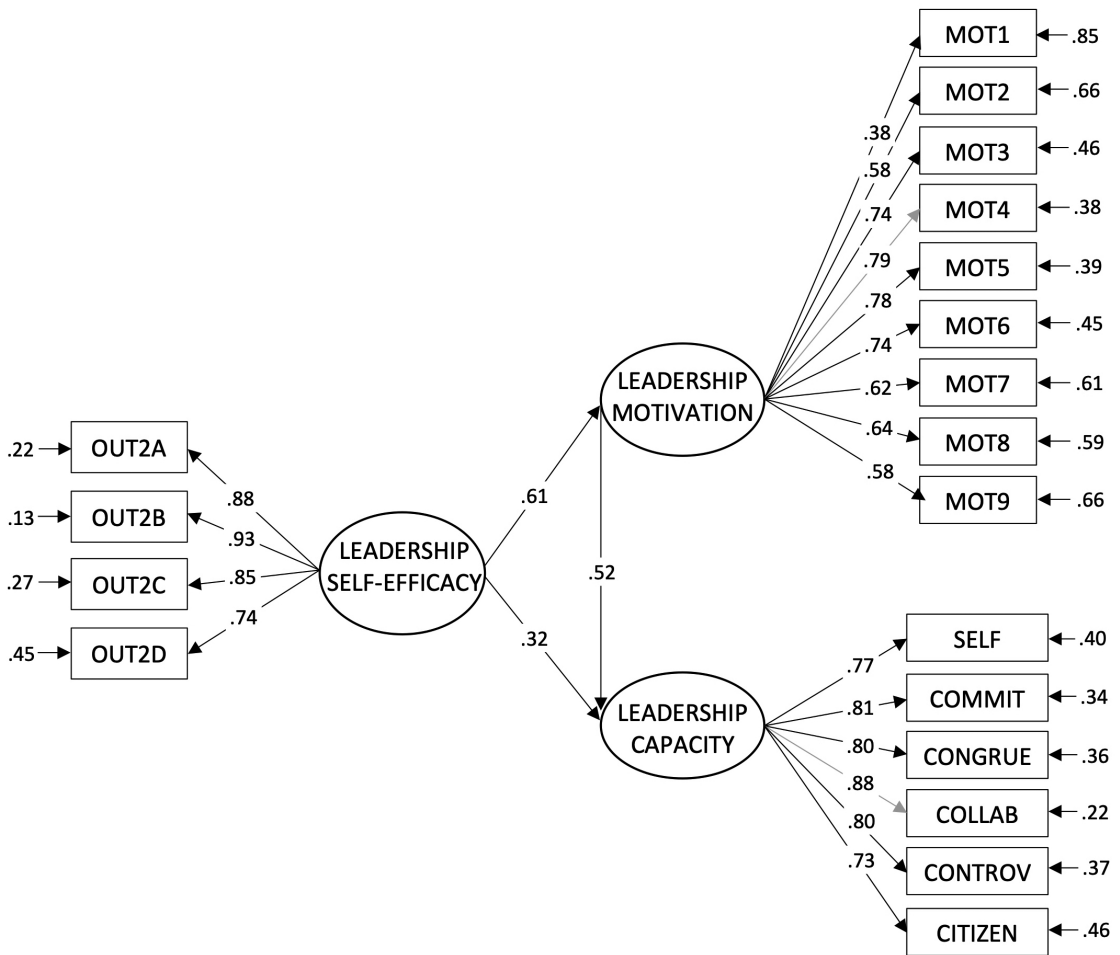 MOT1
.85
MOT2
.66
.38
MOT3
.46
.58
MOT4
.38
.74
.79
MOT5
.39
.78
MOT6
.45
.74
LEADERSHIP
MOTIVATION
MOT7
.61
.62
.64
MOT8
.59
.58
MOT9
.66
.22
OUT2A
.88
.61
.13
OUT2B
.93
LEADERSHIP
SELF-EFFICACY
.52
.27
OUT2C
.85
.74
.32
.45
OUT2D
SELF
.40
.77
LEADERSHIP
CAPACITY
COMMIT
.34
.81
.80
CONGRUE
.36
.88
COLLAB
.22
.80
.73
CONTROV
.37
CITIZEN
.46